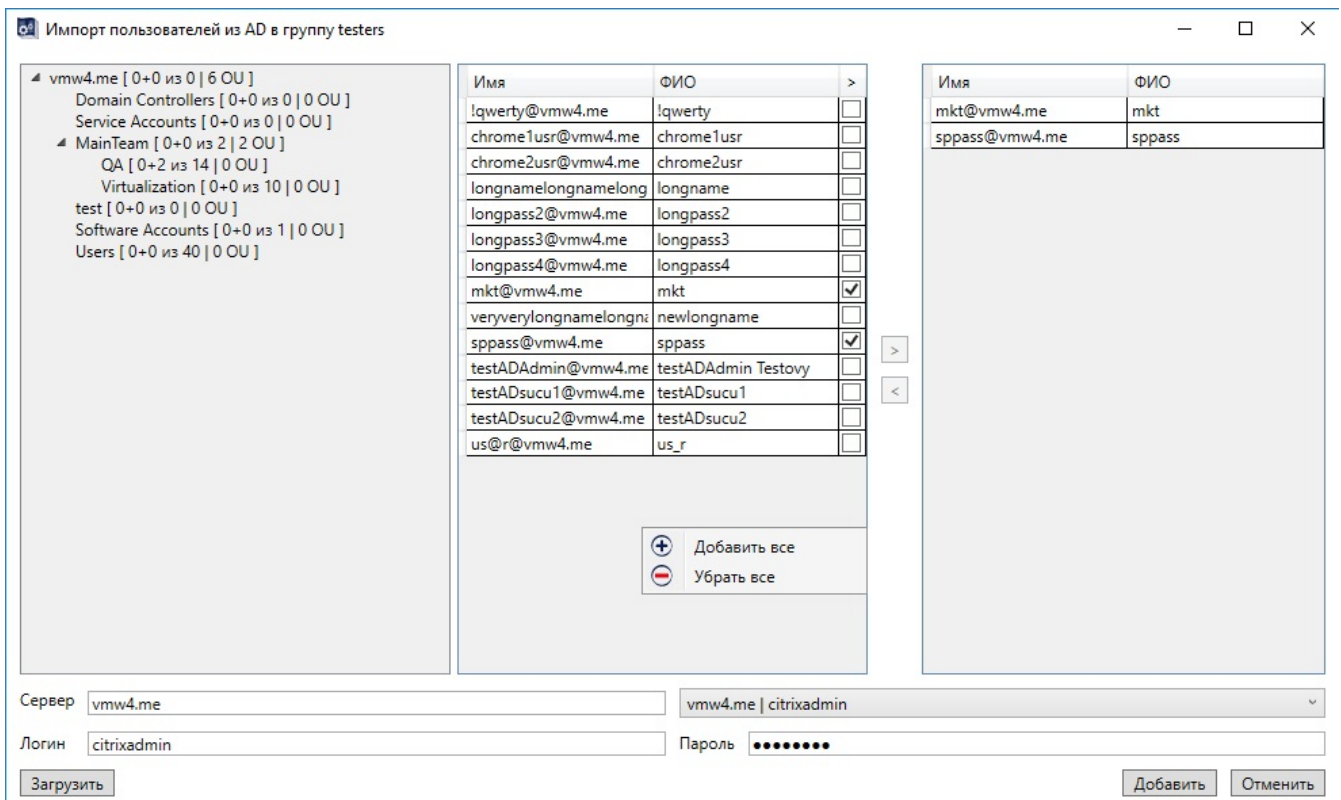 Импорт пользователей из AD в группу testers
vmw4.me [ 0+0 из 0 | 6 OU ]
Domain Controllers [ 0+0 из 0 | 0 OU ]
Service Accounts [ 0+0 из 0 | 0 OU ]
MainTeam [ 0+0 из 2 | 2 OU ]
QA [ 0+2 из 14 | 0 OU ]
Virtualization [ 0+0 из 10 | 0 OU ]
test [ 0+0 из 0 | 0 OU ]
Software Accounts [ 0+0 из 1 | 0 OU ]
Users [ 0+0 из 40 | 0 OU ]
Имя ФИО >
!qwerty@vmw4.me !qwerty
chrome1usr@vmw4.me chrome1usr
chrome2usr@vmw4.me chrome2usr
longnamelongnamelong longname
longpass2@vmw4.me longpass2
longpass3@vmw4.me longpass3
longpass4@vmw4.me longpass4
mkt@vmw4.me mkt
veryverylongnamelongna newlongname
sppass@vmw4.me sppass
testADAdmin@vmw4.me testADAdmin Testovy
testADsucu1@vmw4.me testADsucu1
testADsucu2@vmw4.me testADsucu2
us@r@vmw4.me us_r
Добавить все
Убрать все
>
<
Имя ФИО
mkt@vmw4.me mkt
sppass@vmw4.me sppass
Сервер vmw4.me vmw4.me | citrixadmin
Логин citrixadmin Пароль ●●●●●●●●
Загрузить Добавить Отменить